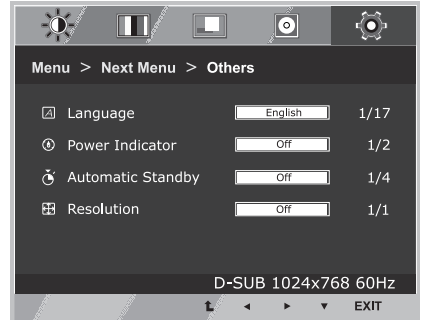 Menu > Next Menu > Others
Language English 1/17
Power Indicator Off 1/2
Automatic Standby Off 1/4
Resolution Off 1/1
D-SUB 1024x768 60Hz
EXIT